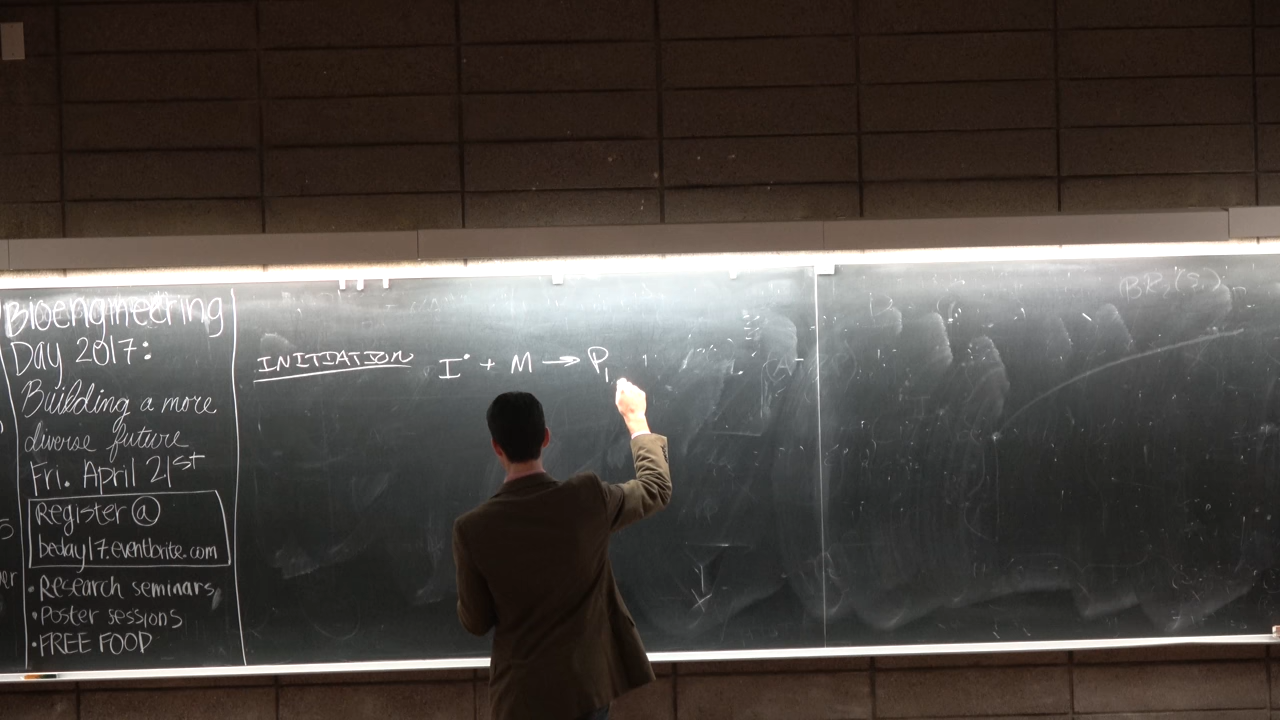 Bioengineering
Day 2017:
Building a more
diverse future
Fri. April 21st
Register @
beday17.eventbrite.com
• Research seminars
• Poster sessions
• FREE FOOD
INITIATION I• + M → P₁